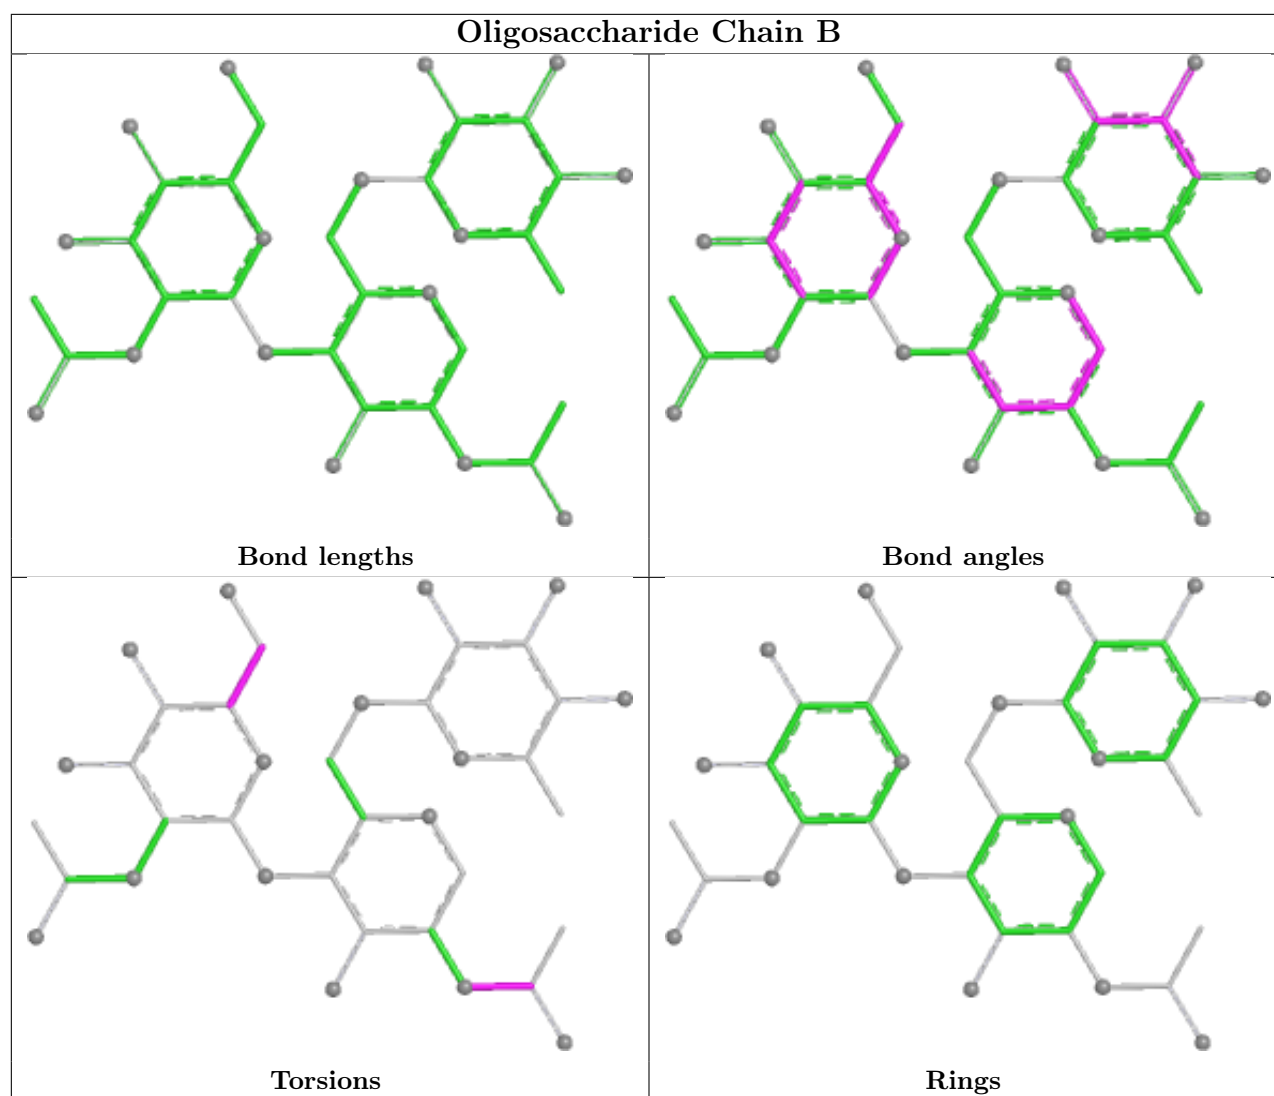 Oligosaccharide Chain B
Bond lengths
Bond angles
Torsions
Rings